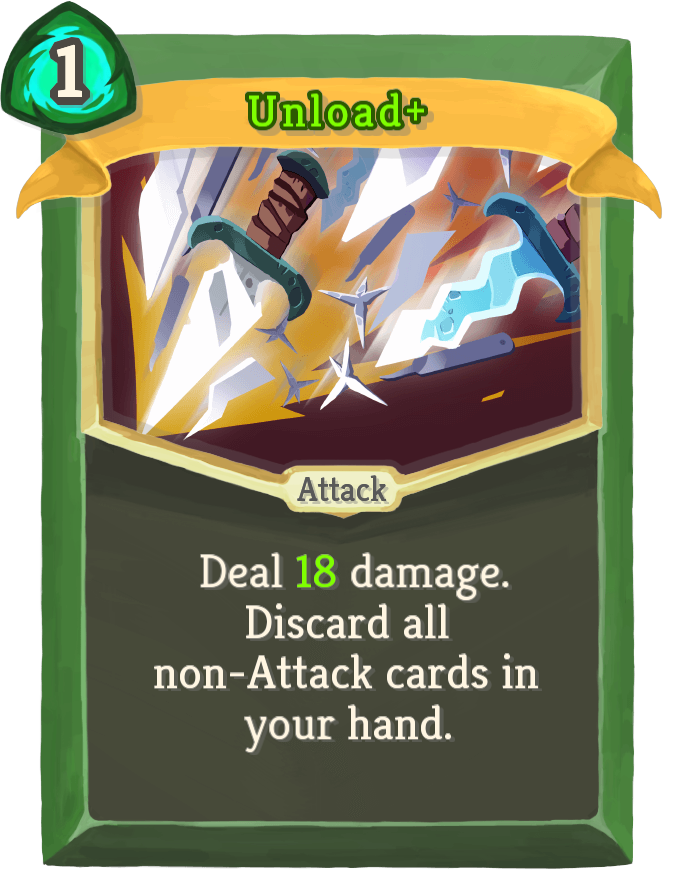 1
Unload+
Attack
Deal 18 damage.
Discard all
non-Attack cards in
your hand.